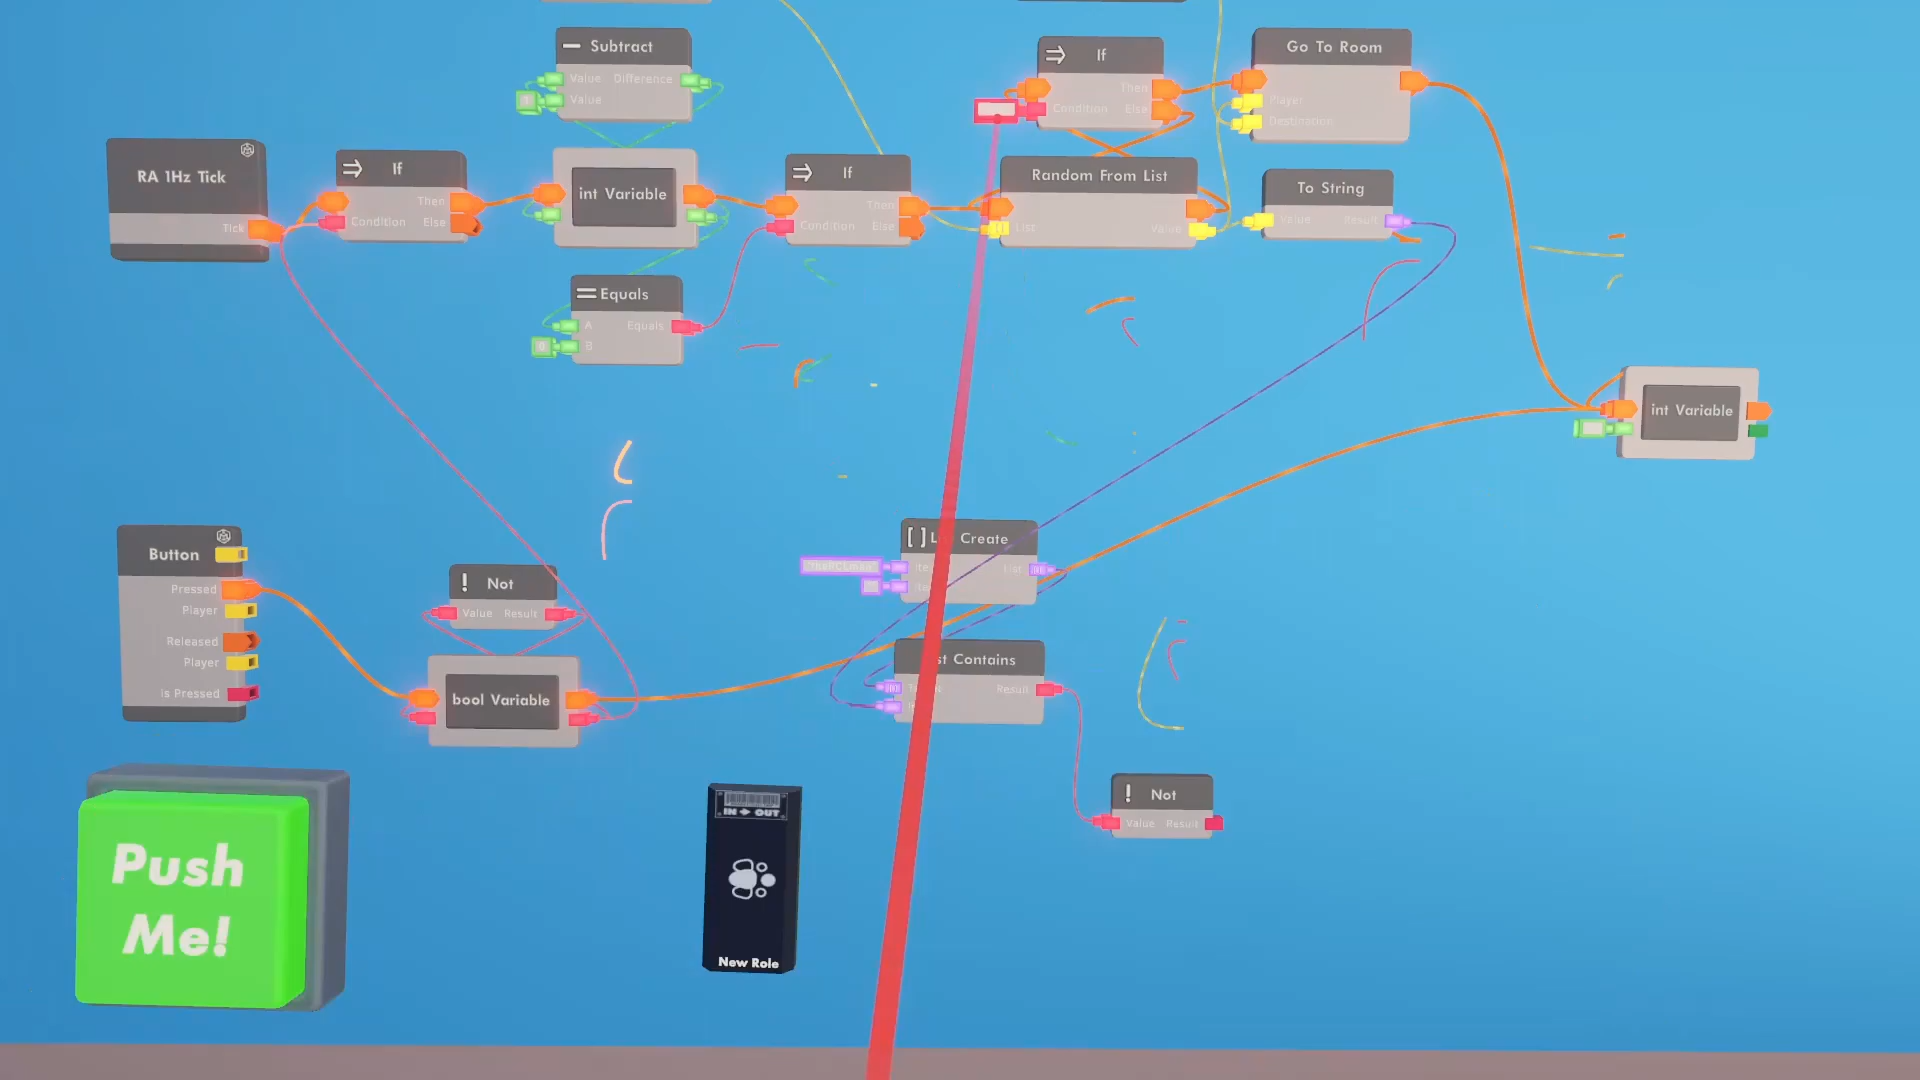 Subtract
Value Difference
1 Value
If
Then
Condition Else
Go To Room
Player
Destination
RA 1Hz Tick
Tick
If
Then
Condition Else
int Variable
If
Then
Condition Else
Random From List
List
Value
To String
Value Result
Equals
A Equals
0 B
int Variable
Button
Pressed
Player
Released
Player
Is Pressed
! Not
Value Result
bool Variable
[ ] Create
List
Contains
Result
! Not
Value Result
Push
Me!
IN OUT
New Role